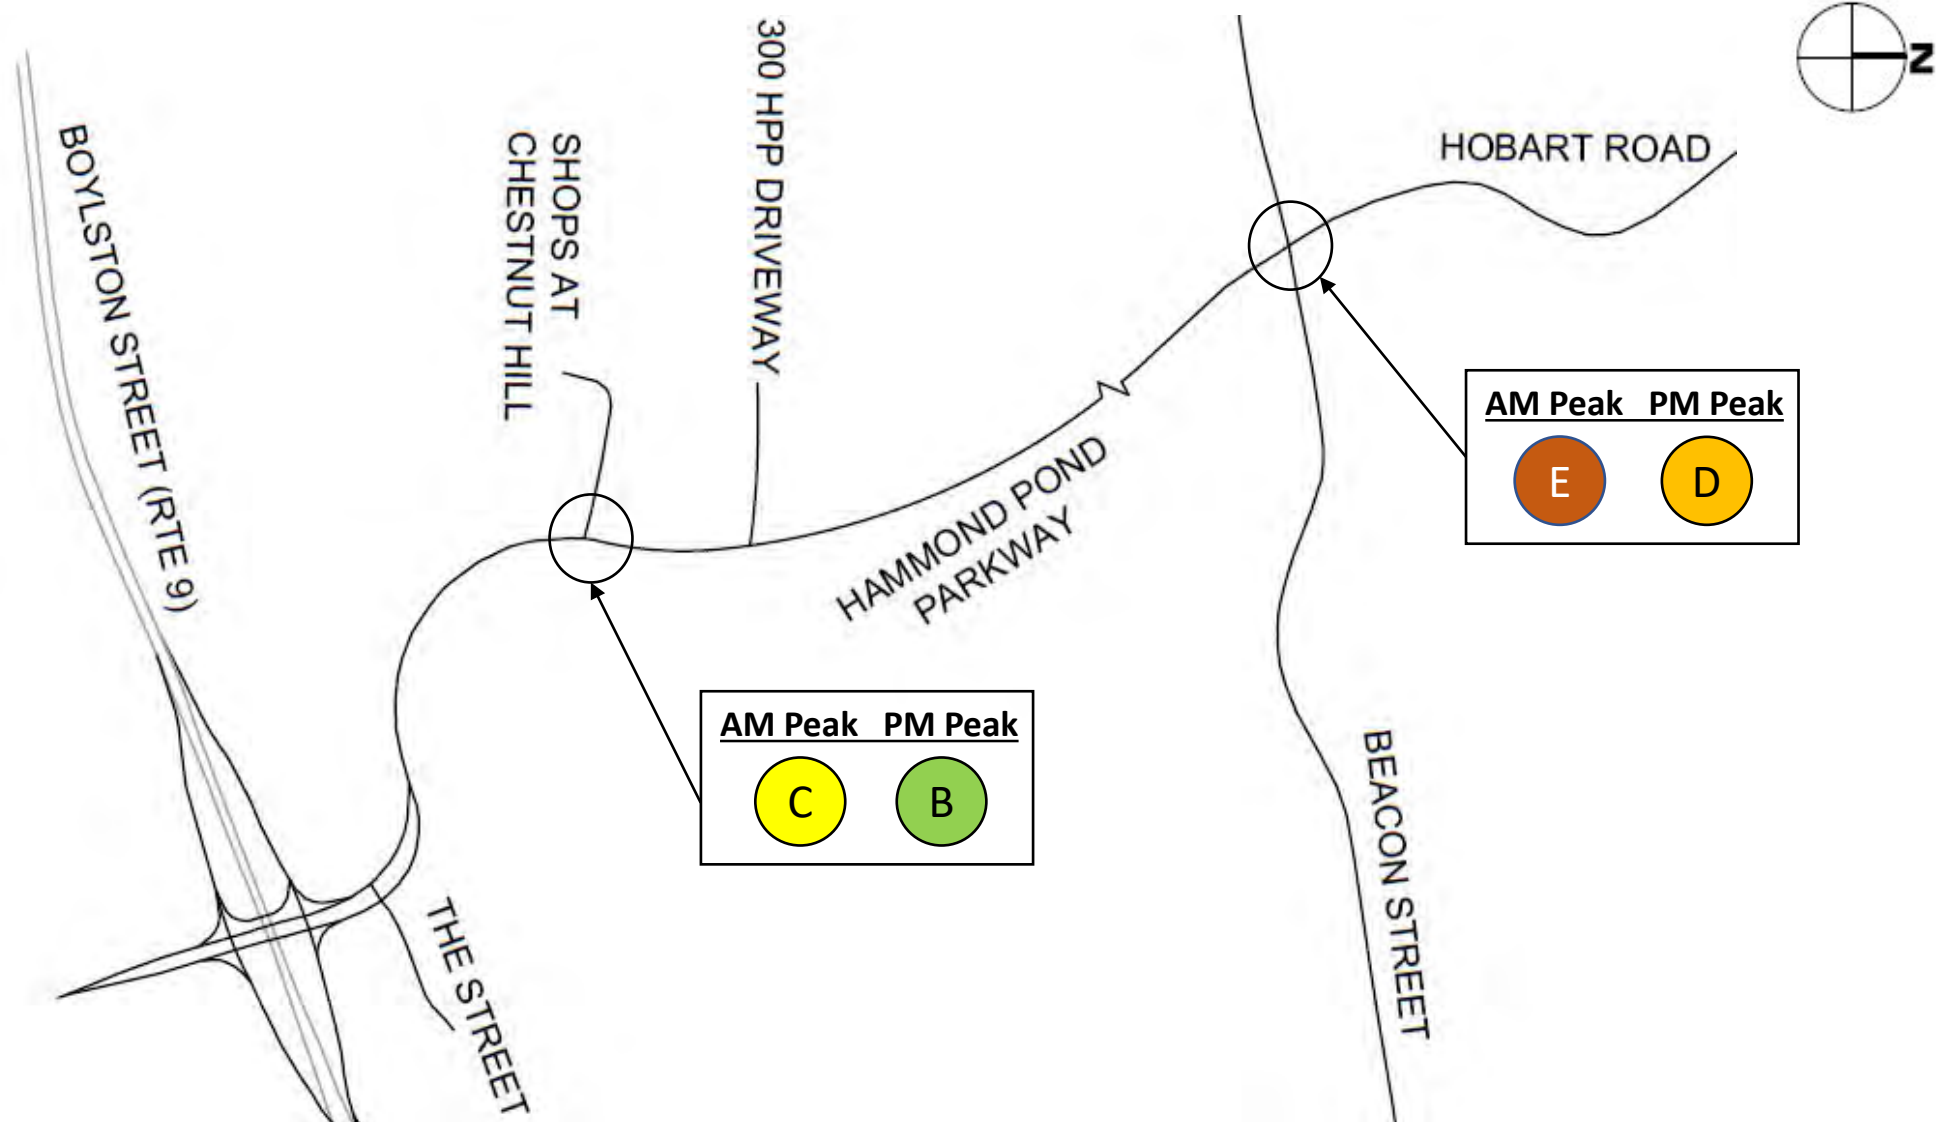 N
BOYLSTON STREET (RTE 9)
SHOPS AT
CHESTNUT HILL
300 HPP DRIVEWAY
HOBART ROAD
HAMMOND POND
PARKWAY
AM Peak PM Peak
E D
AM Peak PM Peak
C B
THE STREET
BEACON STREET